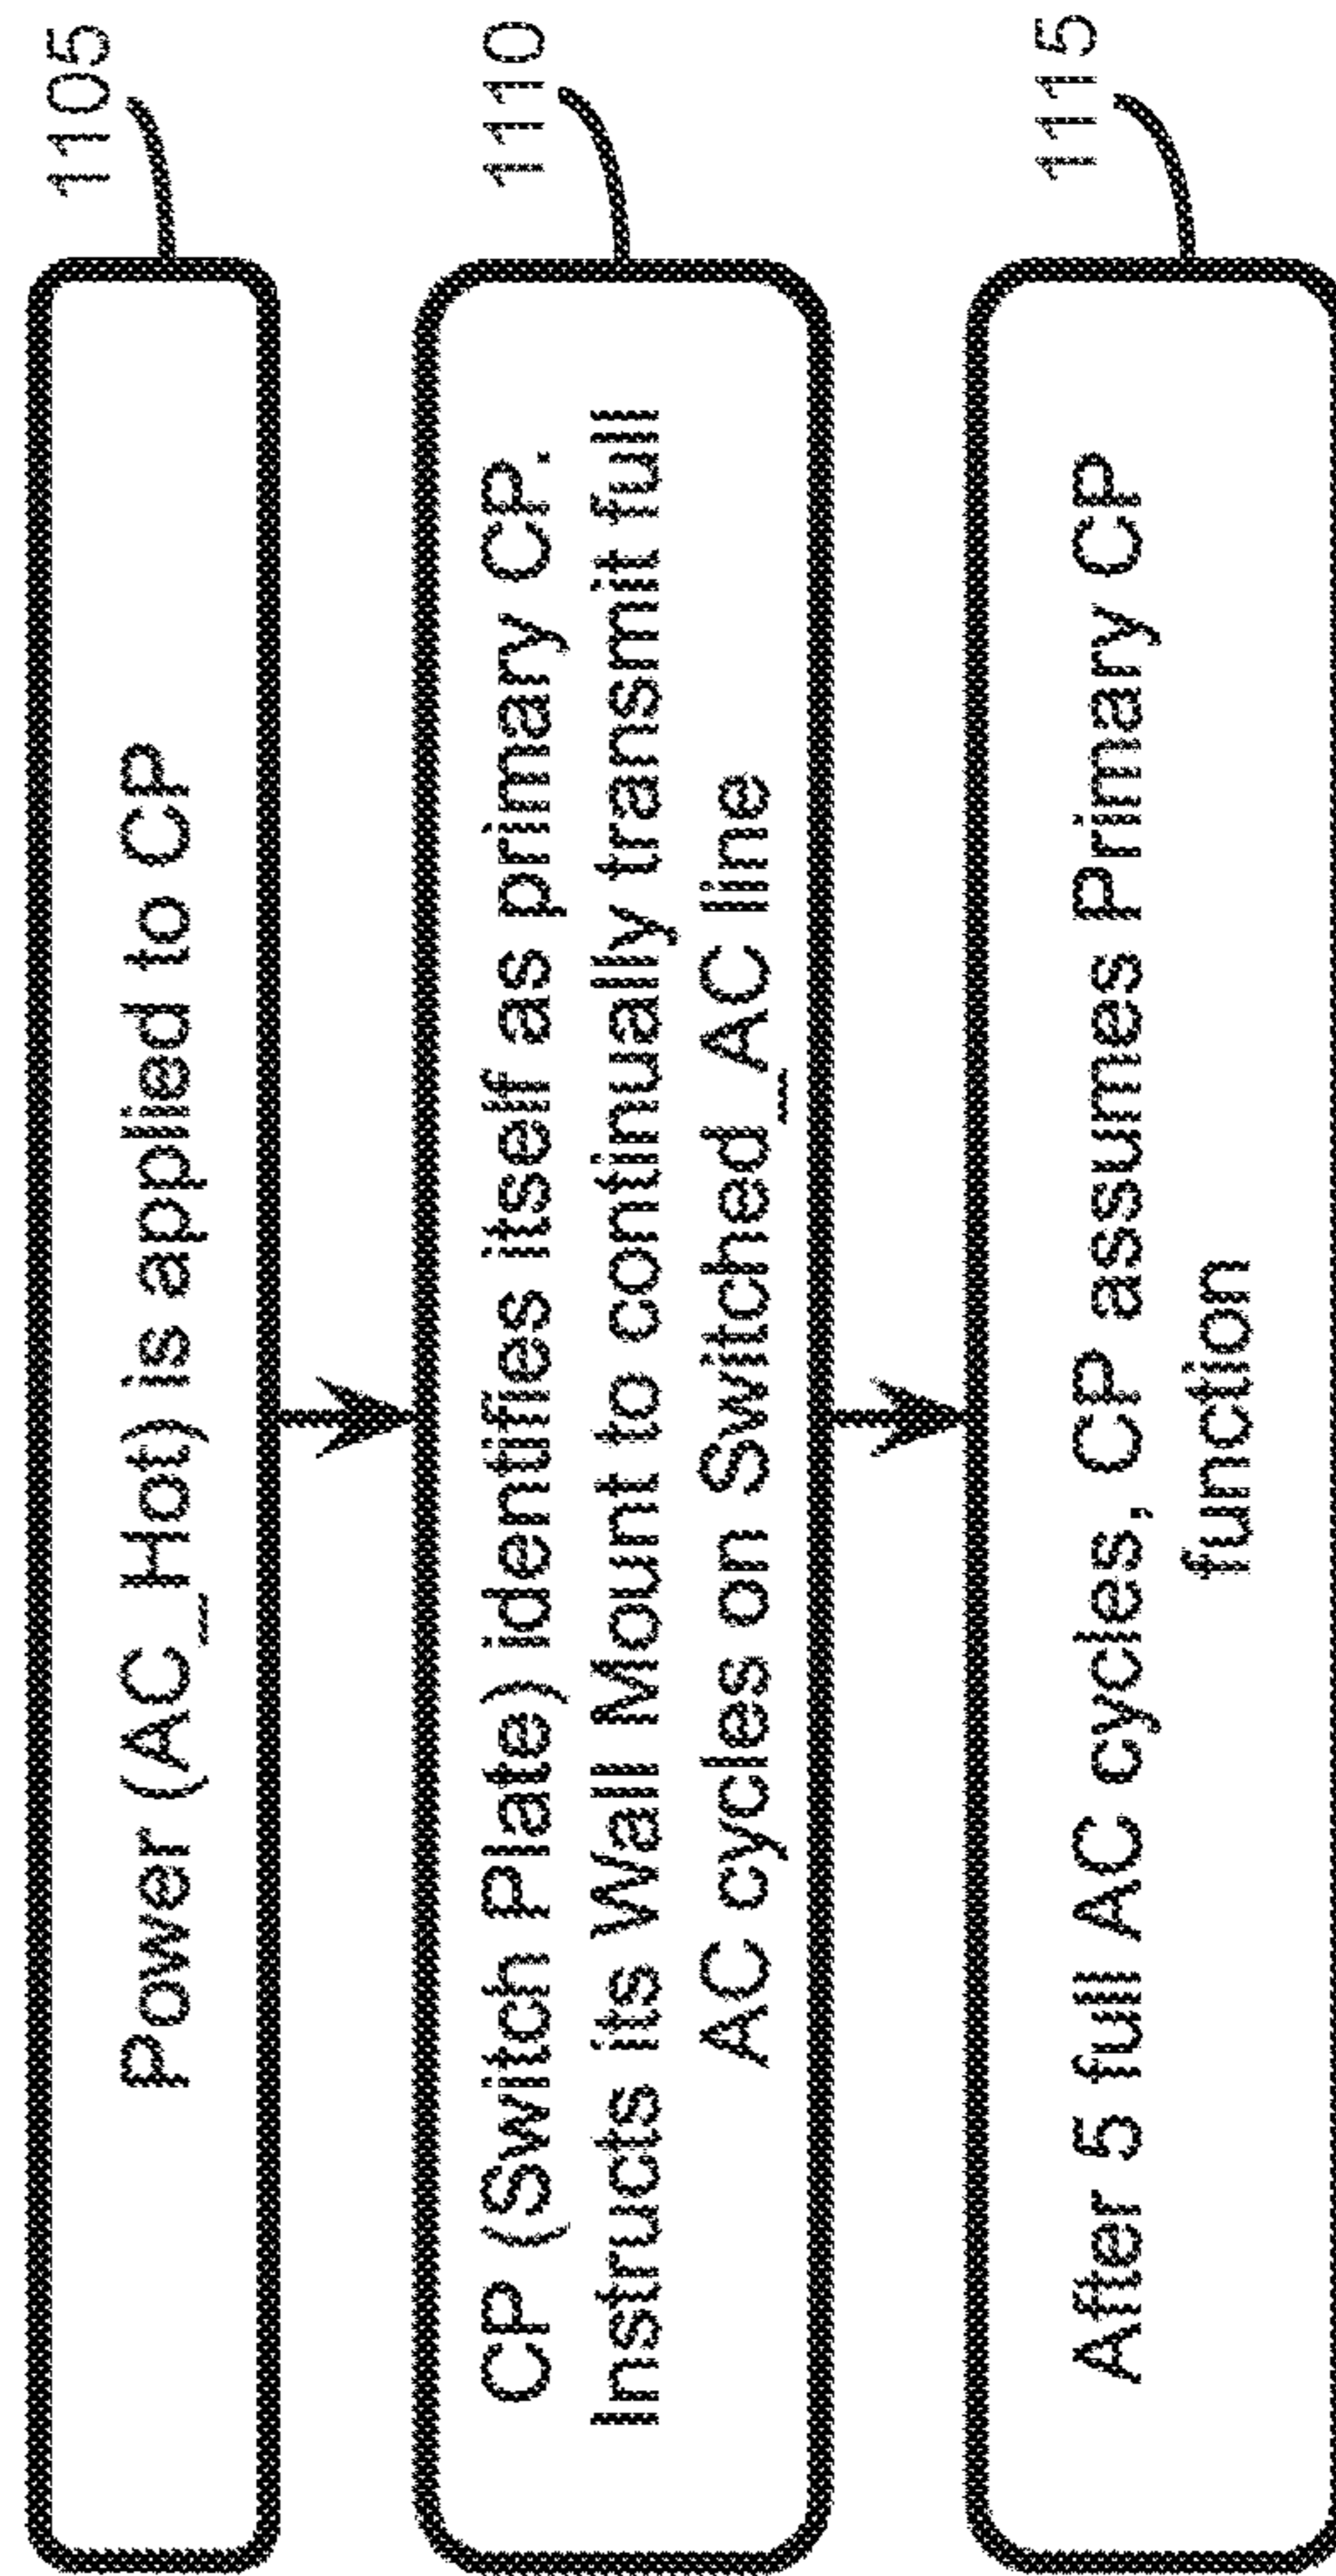 1105
Power (AC_Hot) is applied to CP
1110
CP (Switch Plate) identifies itself as primary CP.
Instructs its Wall Mount to continually transmit full
AC cycles on Switched_AC line
1115
After 5 full AC cycles, CP assumes Primary CP
function